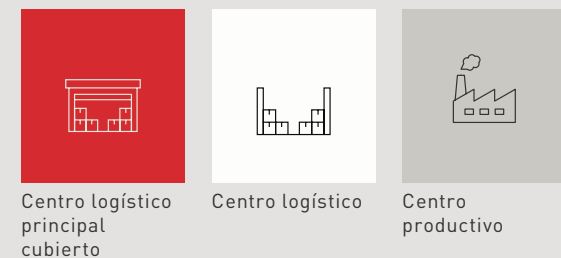 Centro logístico
principal
cubierto
Centro logístico
Centro
productivo